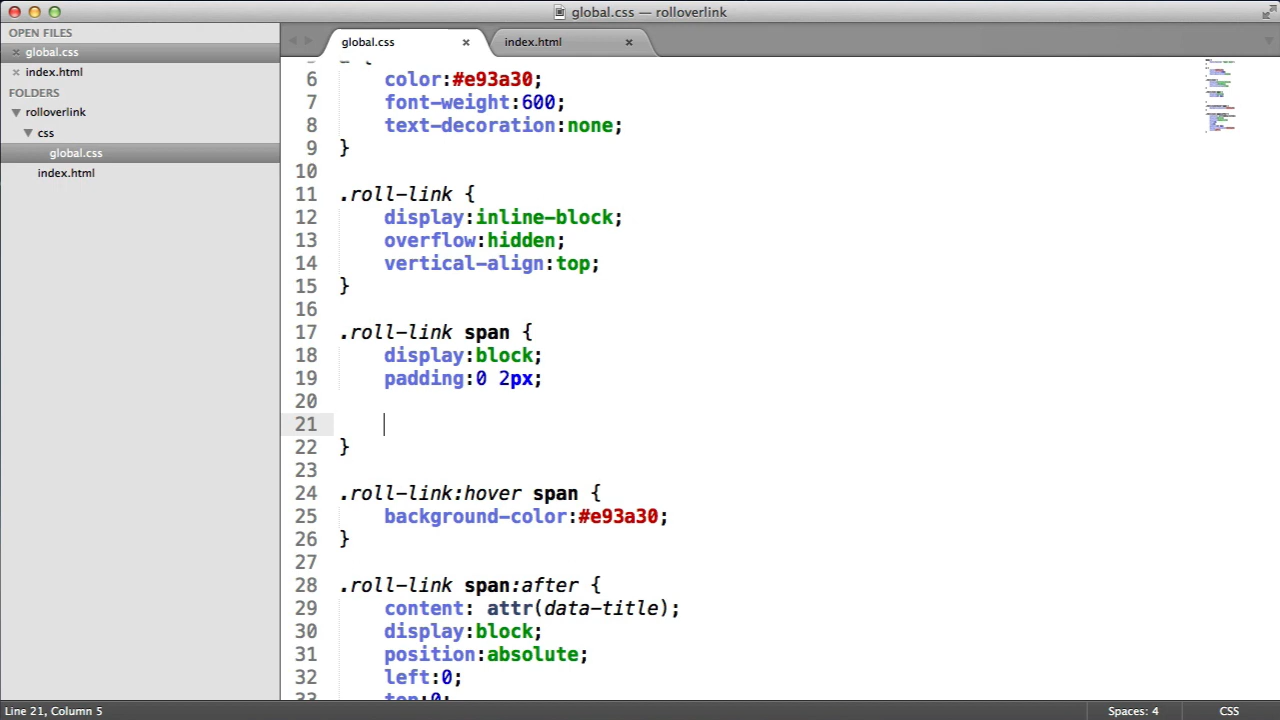 global.css — rolloverlink
OPEN FILES
global.css
index.html
FOLDERS
rolloverlink
css
global.css
index.html
global.css
index.html
6 color:#e93a30;
7 font-weight:600;
8 text-decoration:none;
9 }
10
11 .roll-link {
12 display:inline-block;
13 overflow:hidden;
14 vertical-align:top;
15 }
16
17 .roll-link span {
18 display:block;
19 padding:0 2px;
20
21
22 }
23
24 .roll-link:hover span {
25 background-color:#e93a30;
26 }
27
28 .roll-link span:after {
29 content: attr(data-title);
30 display:block;
31 position:absolute;
32 left:0;
33 top:0;
Line 21, Column 5
Spaces: 4
CSS